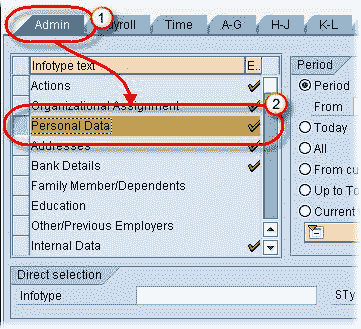 Admin 1 yroll Time A-G H-J K-L
Infotype text E..
Actions
Organizational Assignment
Personal Data 2
Addresses
Bank Details
Family Member/Dependents
Education
Other/Previous Employers
Internal Data
Period
Period
From
Today
All
From cu
Up to To
Current
Direct selection
Infotype STy